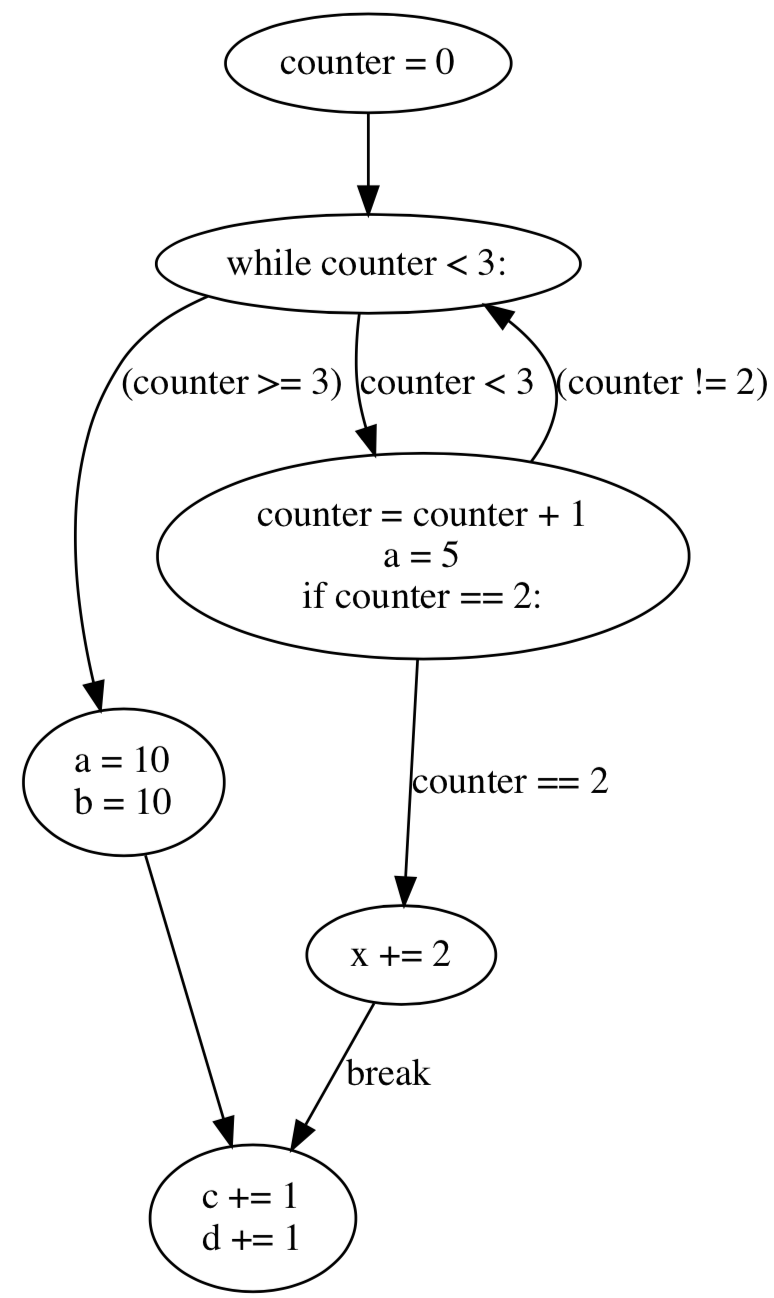 counter = 0
while counter < 3:
(counter >= 3)
counter < 3
(counter != 2)
counter = counter + 1
a = 5
if counter == 2:
a = 10
b = 10
counter == 2
x += 2
break
c += 1
d += 1